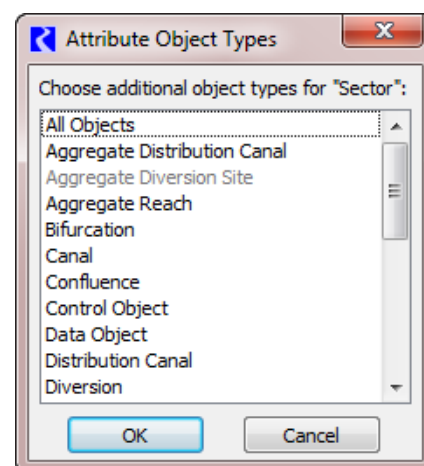 Attribute Object Types
Choose additional object types for "Sector":
All Objects
Aggregate Distribution Canal
Aggregate Diversion Site
Aggregate Reach
Bifurcation
Canal
Confluence
Control Object
Data Object
Distribution Canal
Diversion
OK Cancel